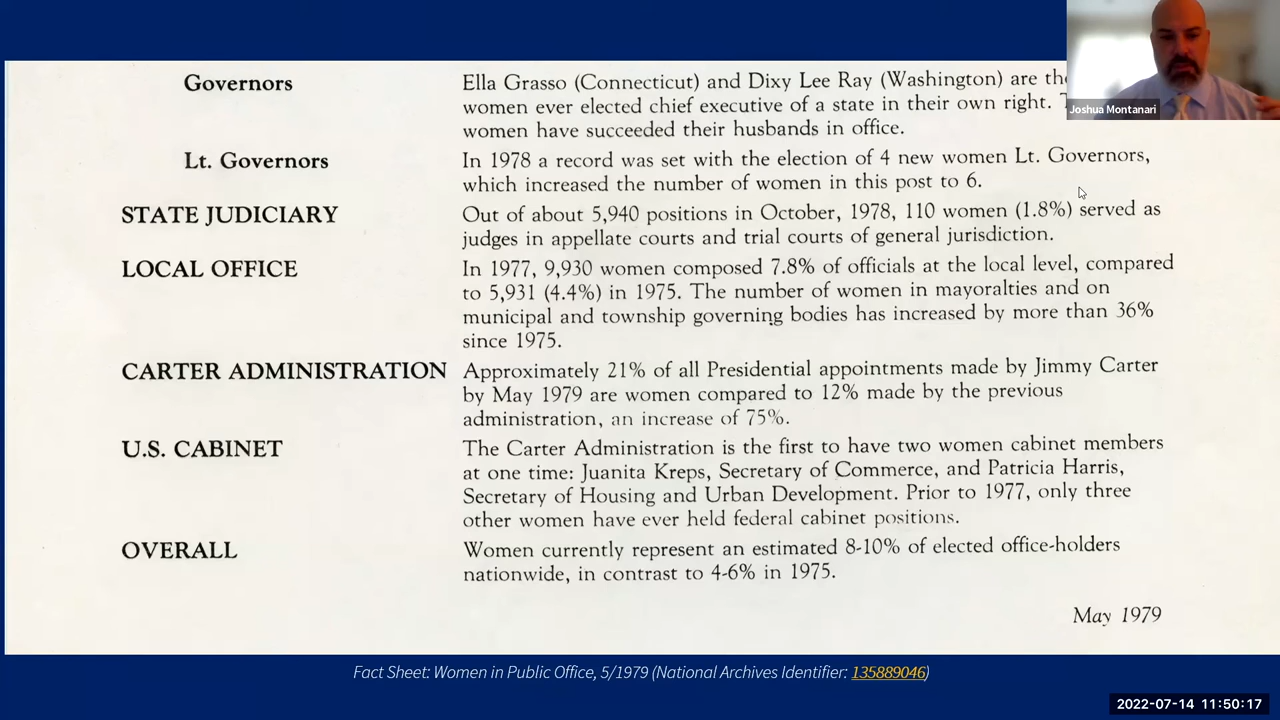 Governors
Ella Grasso (Connecticut) and Dixy Lee Ray (Washington) are
women ever elected chief executive of a state in their own right.
women have succeeded their husbands in office.
Lt. Governors
In 1978 a record was set with the election of 4 new women Lt. Governors,
which increased the number of women in this post to 6.
STATE JUDICIARY
Out of about 5,940 positions in October, 1978, 110 women (1.8%) served as
judges in appellate courts and trial courts of general jurisdiction.
LOCAL OFFICE
In 1977, 9,930 women composed 7.8% of officials at the local level, compared
to 5,931 (4.4%) in 1975. The number of women in mayoralties and on
municipal and township governing bodies has increased by more than 36%
since 1975.
CARTER ADMINISTRATION
Approximately 21% of all Presidential appointments made by Jimmy Carter
by May 1979 are women compared to 12% made by the previous
administration, an increase of 75%.
U.S. CABINET
The Carter Administration is the first to have two women cabinet members
at one time: Juanita Kreps, Secretary of Commerce, and Patricia Harris,
Secretary of Housing and Urban Development. Prior to 1977, only three
other women have ever held federal cabinet positions.
OVERALL
Women currently represent an estimated 8-10% of elected office-holders
nationwide, in contrast to 4-6% in 1975.
May 1979
Fact Sheet: Women in Public Office, 5/1979 (National Archives Identifier: 135889046)
Joshua Montanari
2022-07-14 11:50:17